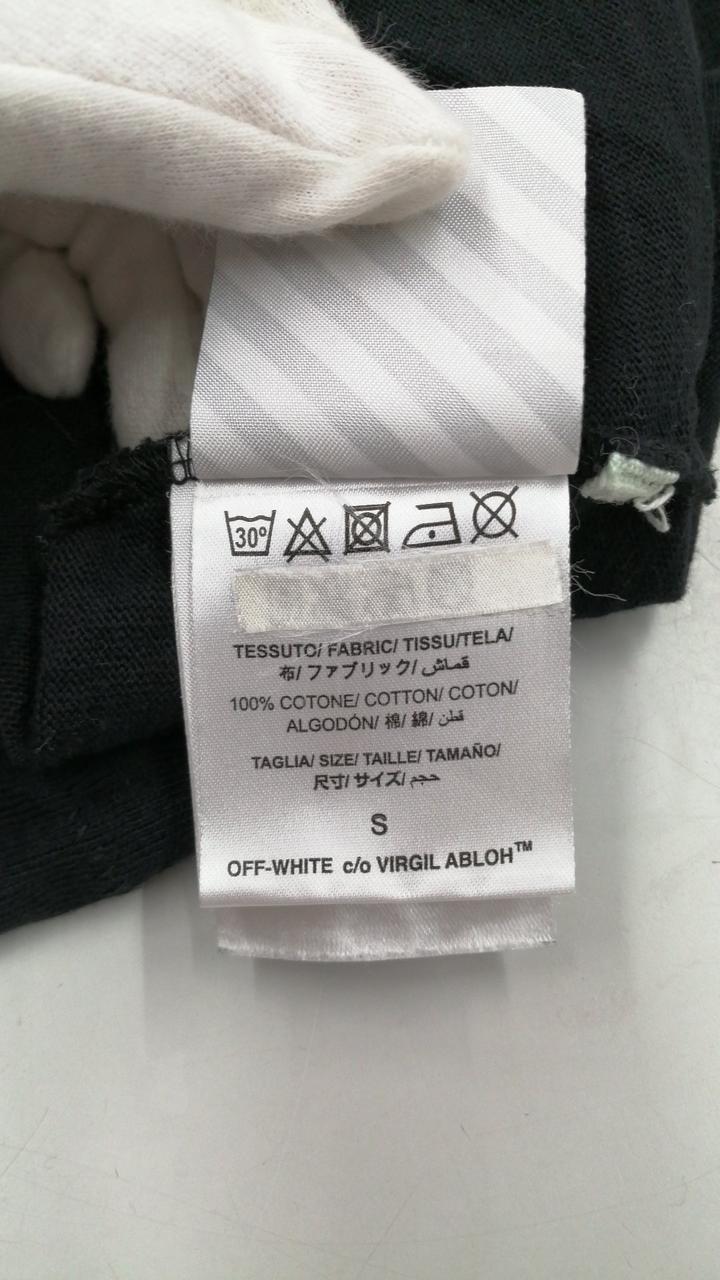 30°
TESSUTO/ FABRIC/ TISSU/TELA/
布/ ファブリック/ قماش/
100% COTONE/ COTTON/ COTON/
ALGODÓN/ 棉/ 綿/ قطن
TAGLIA/ SIZE/ TAILLE/ TAMAÑO/
尺寸/ サイズ/ حجم
S
OFF-WHITE c/o VIRGIL ABLOH™